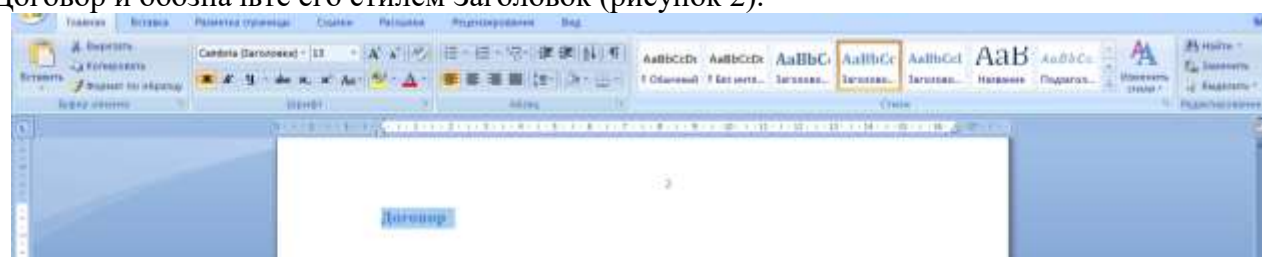 Договор и обозначьте его стилем Заголовок (рисунок 2).
Главная Вставка Разметка страницы Ссылки Рассылки Рецензирование Вид
Вырезать
Копировать
Формат по образцу
Вставить
Буфер обмена
Cambria (Заголовки) 13
Ж К Ч abc Aa
Шрифт
Абзац
AaBbCcDc AaBbCcDc AaBbC AaBbCc AaBbCcI АаВ AaBbCc
¶ Обычный ¶ Без инте... Заголово... Заголово... Заголово... Название Подзагол...
Изменить стили
Стили
Найти
Заменить
Выделить
Редактирование
2
Договор